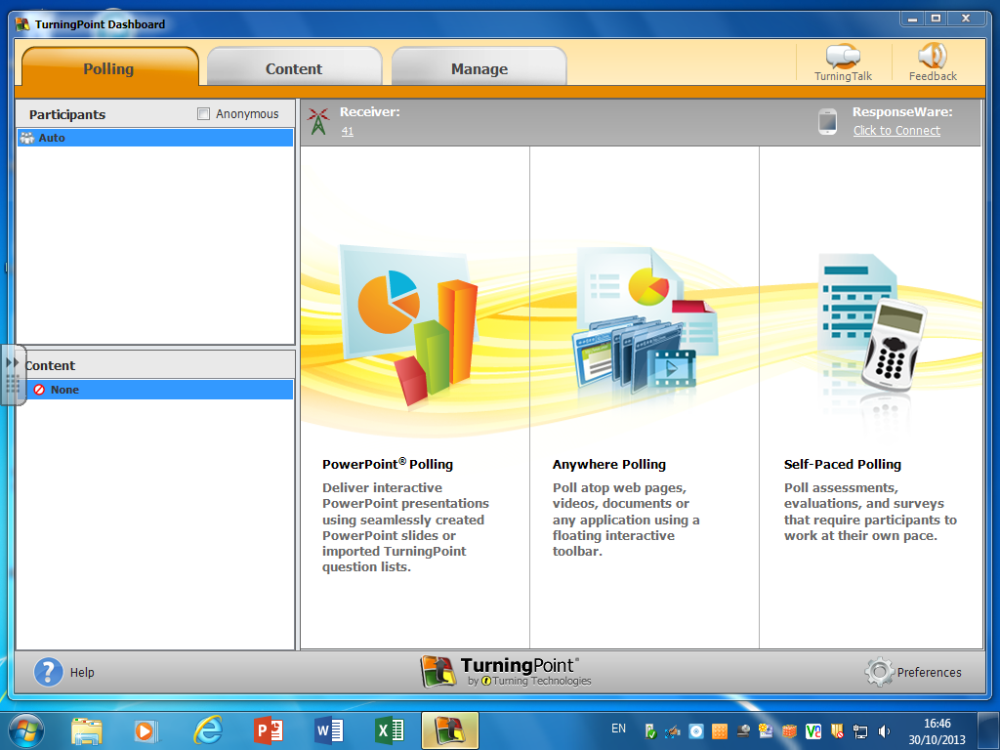 TurningPoint Dashboard
Polling
Content
Manage
TurningTalk
Feedback
Participants
Anonymous
Auto
Receiver:
41
ResponseWare:
Click to Connect
Content
None
PowerPoint® Polling
Deliver interactive
PowerPoint presentations
using seamlessly created
PowerPoint slides or
imported TurningPoint
question lists.
Anywhere Polling
Poll atop web pages,
videos, documents or
any application using a
floating interactive
toolbar.
Self-Paced Polling
Poll assessments,
evaluations, and surveys
that require participants to
work at their own pace.
Help
TurningPoint®
by Turning Technologies
Preferences
EN
16:46
30/10/2013